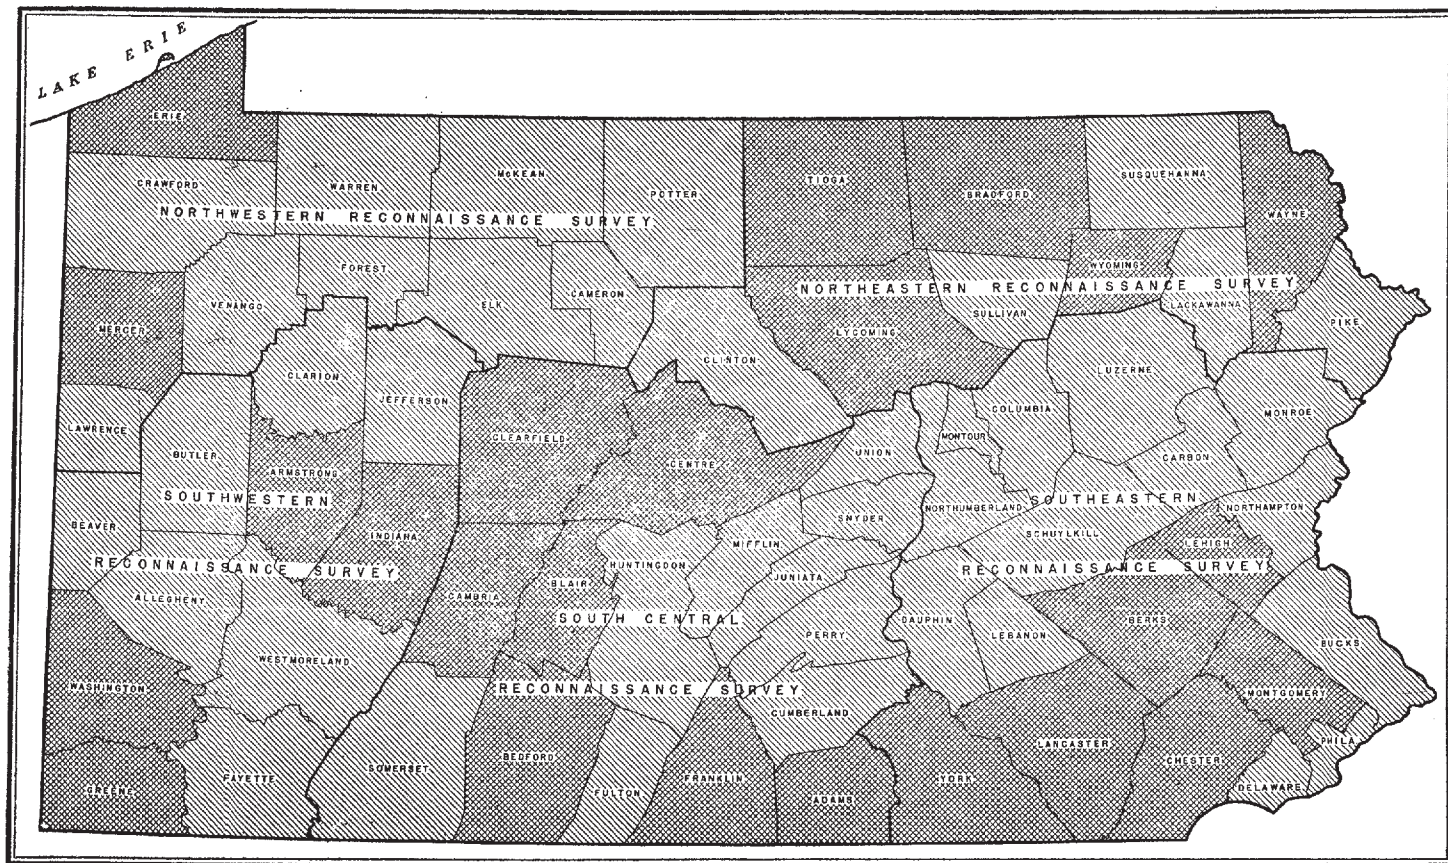 LAKE ERIE
ERIE
CRAWFORD
WARREN
McKEAN
POTTER
TIOGA
BRADFORD
SUSQUEHANNA
WAYNE
NORTHWESTERN RECONNAISSANCE SURVEY
FOREST
WYOMING
VENANGO
ELK
CAMERON
NORTHEASTERN RECONNAISSANCE SURVEY
SULLIVAN
LACKAWANNA
MERCER
LYCOMING
PIKE
CLARION
CLINTON
LUZERNE
JEFFERSON
LAWRENCE
COLUMBIA
MONROE
CLEARFIELD
MONTOUR
BUTLER
UNION
CARBON
ARMSTRONG
CENTRE
SOUTHWESTERN
SOUTHEASTERN
BEAVER
SNYDER
NORTHUMBERLAND
NORTHAMPTON
INDIANA
MIFFLIN
SCHUYLKILL
LEHIGH
RECONNAISSANCE SURVEY
HUNTINGDON
RECONNAISSANCE SURVEY
JUNIATA
BLAIR
CAMBRIA
ALLEGHENY
SOUTH CENTRAL
DAUPHIN
BERKS
PERRY
LEBANON
BUCKS
WESTMORELAND
WASHINGTON
RECONNAISSANCE SURVEY
MONTGOMERY
CUMBERLAND
PHILA
LANCASTER
BEDFORD
CHESTER
SOMERSET
FAYETTE
FRANKLIN
YORK
DELAWARE
GREENE
FULTON
ADAMS